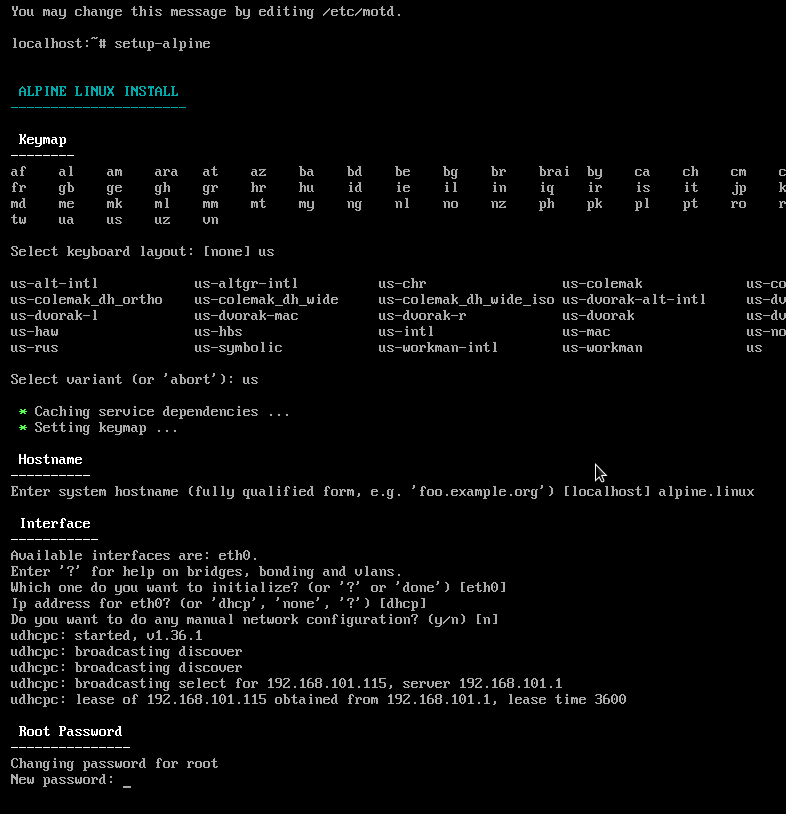 You may change this message by editing /etc/motd.
localhost:~# setup-alpine
ALPINE LINUX INSTALL
----------------------
Keymap
--------
af al am ara at az ba bd be bg br brai by ca ch cm
fr gb ge gh gr hr hu id ie il in iq ir is it jp
md me mk ml mm mt my ng nl no nz ph pk pl pt ro
tw ua us uz vn
Select keyboard layout: [none] us
us-alt-intl us-altgr-intl us-chr us-colemak us-co
us-colemak_dh_ortho us-colemak_dh_wide us-colemak_dh_wide_iso us-dvorak-alt-intl us-dv
us-dvorak-l us-dvorak-mac us-dvorak-r us-dvorak us-dv
us-haw us-hbs us-intl us-mac us-no
us-rus us-symbolic us-workman-intl us-workman us
Select variant (or 'abort'): us
* Caching service dependencies ...
* Setting keymap ...
Hostname
----------
Enter system hostname (fully qualified form, e.g. 'foo.example.org') [localhost] alpine.linux
Interface
-----------
Available interfaces are: eth0.
Enter '?' for help on bridges, bonding and vlans.
Which one do you want to initialize? (or '?' or 'done') [eth0]
Ip address for eth0? (or 'dhcp', 'none', '?') [dhcp]
Do you want to do any manual network configuration? (y/n) [n]
udhcpc: started, v1.36.1
udhcpc: broadcasting discover
udhcpc: broadcasting discover
udhcpc: broadcasting select for 192.168.101.115, server 192.168.101.1
udhcpc: lease of 192.168.101.115 obtained from 192.168.101.1, lease time 3600
Root Password
---------------
Changing password for root
New password: _